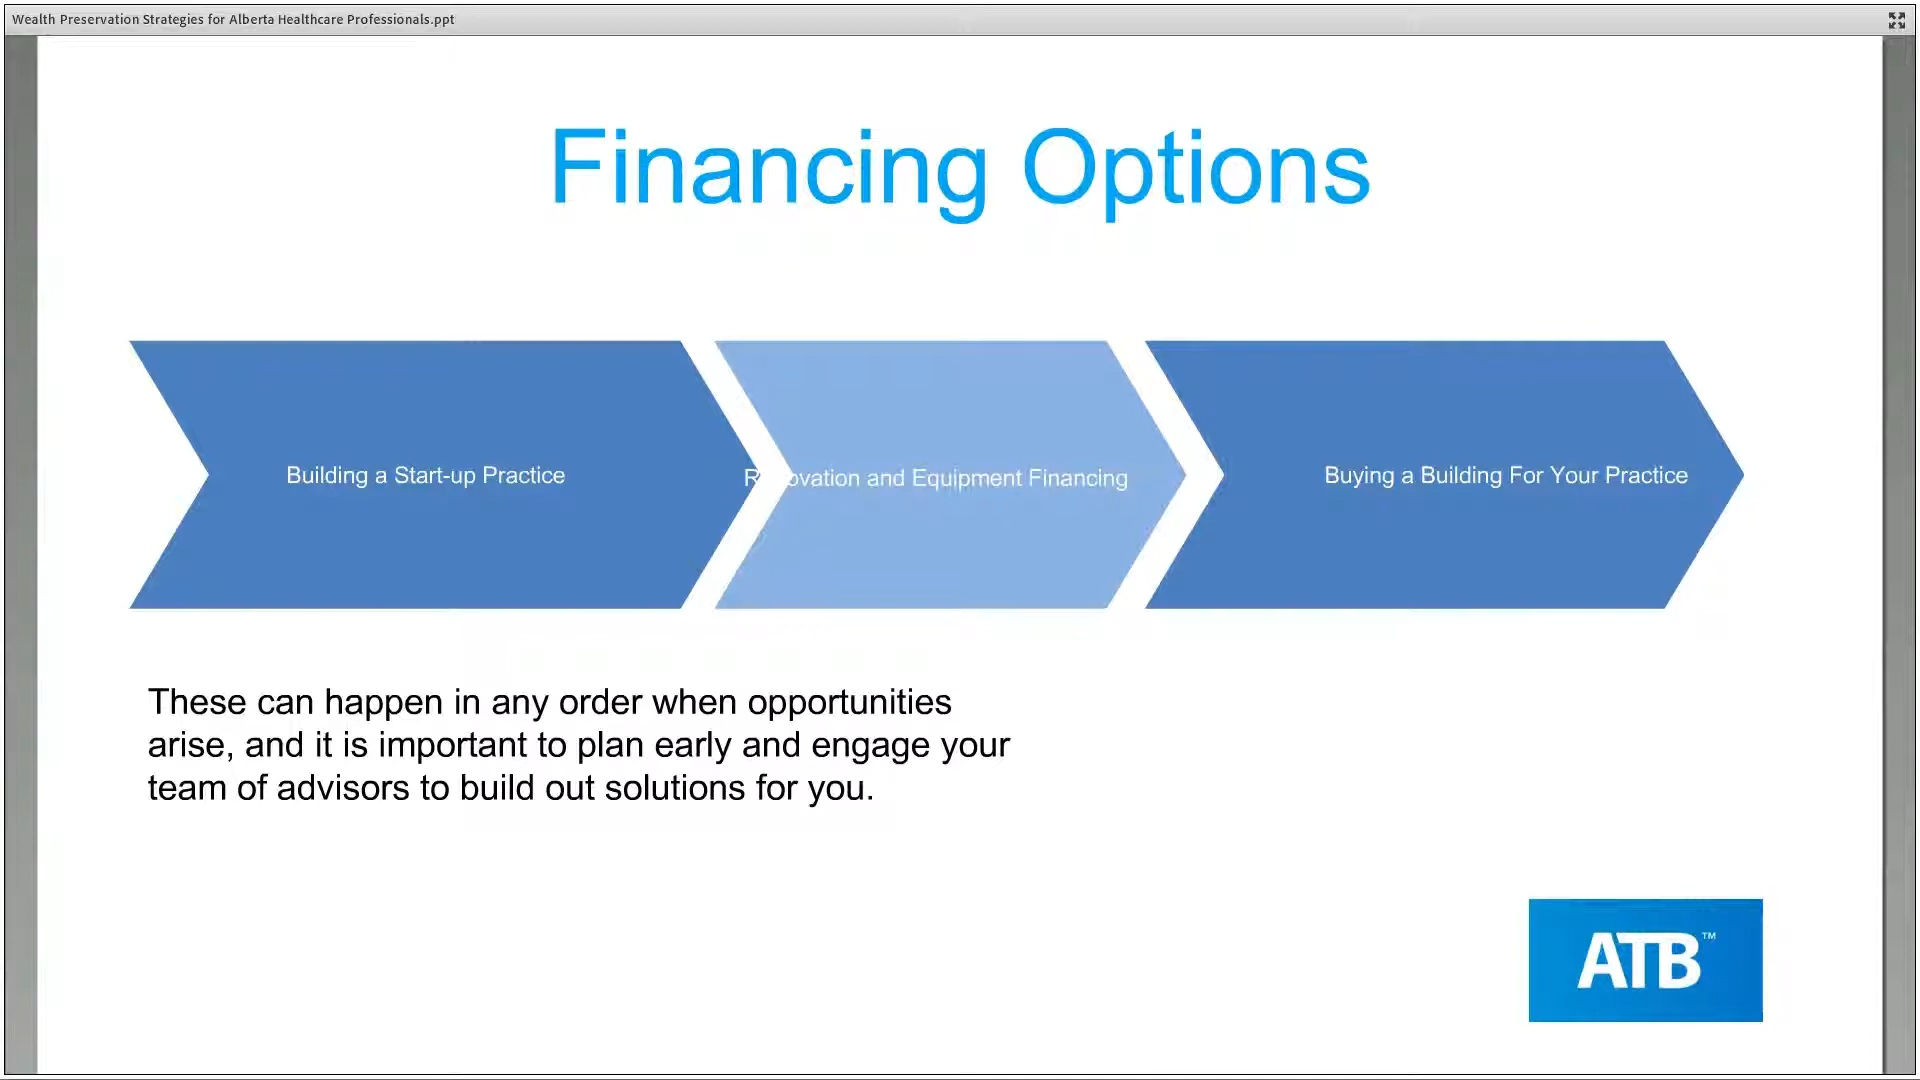 Wealth Preservation Strategies for Alberta Healthcare Professionals.ppt
Financing Options
Building a Start-up Practice
Renovation and Equipment Financing
Buying a Building For Your Practice
These can happen in any order when opportunities
arise, and it is important to plan early and engage your
team of advisors to build out solutions for you.
ATB™